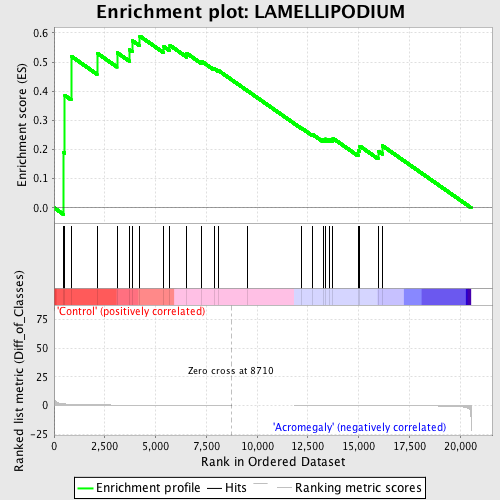 Enrichment plot: LAMELLIPODIUM
Enrichment score (ES)
0.6
0.5
0.4
0.3
0.2
0.1
0.0
'Control' (positively correlated)
Ranked list metric (Diff_of_Classes)
75
50
25
0
-25
Zero cross at 8710
'Acromegaly' (negatively correlated)
0 2,500 5,000 7,500 10,000 12,500 15,000 17,500 20,000
Rank in Ordered Dataset
Enrichment profile Hits Ranking metric scores